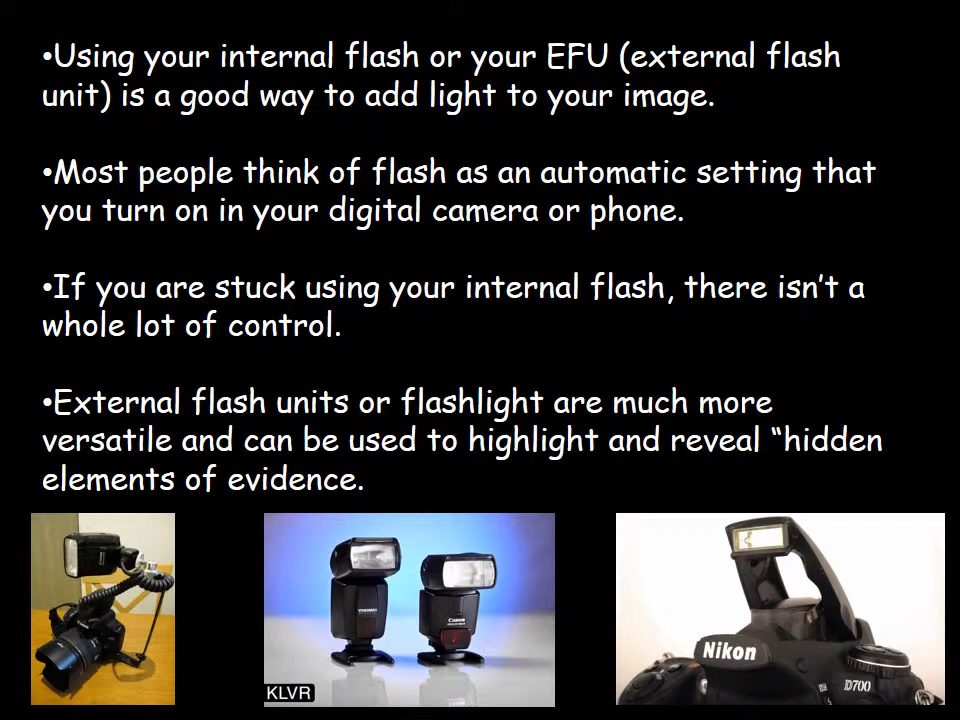 •Using your internal flash or your EFU (external flash
unit) is a good way to add light to your image.
•Most people think of flash as an automatic setting that
you turn on in your digital camera or phone.
•If you are stuck using your internal flash, there isn’t a
whole lot of control.
•External flash units or flashlight are much more
versatile and can be used to highlight and reveal “hidden
elements of evidence.
YONGNUO
Canon
KLVR
Nikon
D700